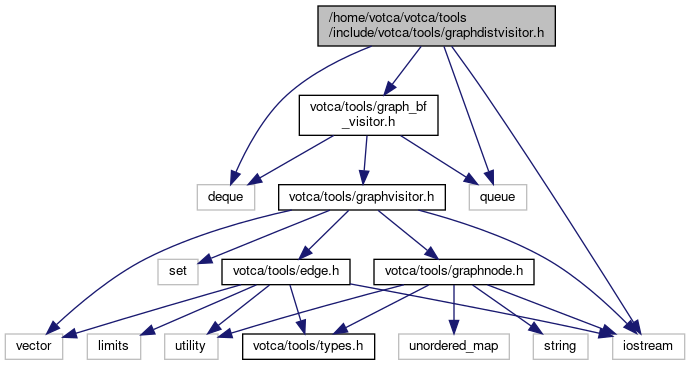 /home/votca/votca/tools
/include/votca/tools/graphdistvisitor.h
votca/tools/graph_bf
_visitor.h
deque
votca/tools/graphvisitor.h
queue
set
votca/tools/edge.h
votca/tools/graphnode.h
vector
limits
utility
votca/tools/types.h
unordered_map
string
iostream